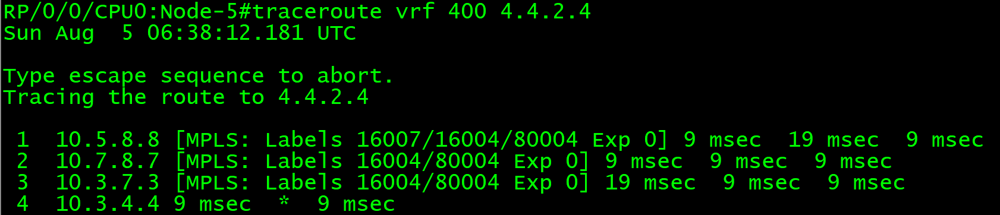 RP/0/0/CPU0:Node-5#traceroute vrf 400 4.4.2.4
Sun Aug  5 06:38:12.181 UTC
Type escape sequence to abort.
Tracing the route to 4.4.2.4
1  10.5.8.8 [MPLS: Labels 16007/16004/80004 Exp 0] 9 msec  19 msec  9 msec
2  10.7.8.7 [MPLS: Labels 16004/80004 Exp 0] 9 msec  9 msec  9 msec
3  10.3.7.3 [MPLS: Labels 16004/80004 Exp 0] 19 msec  9 msec  9 msec
4  10.3.4.4 9 msec  *  9 msec